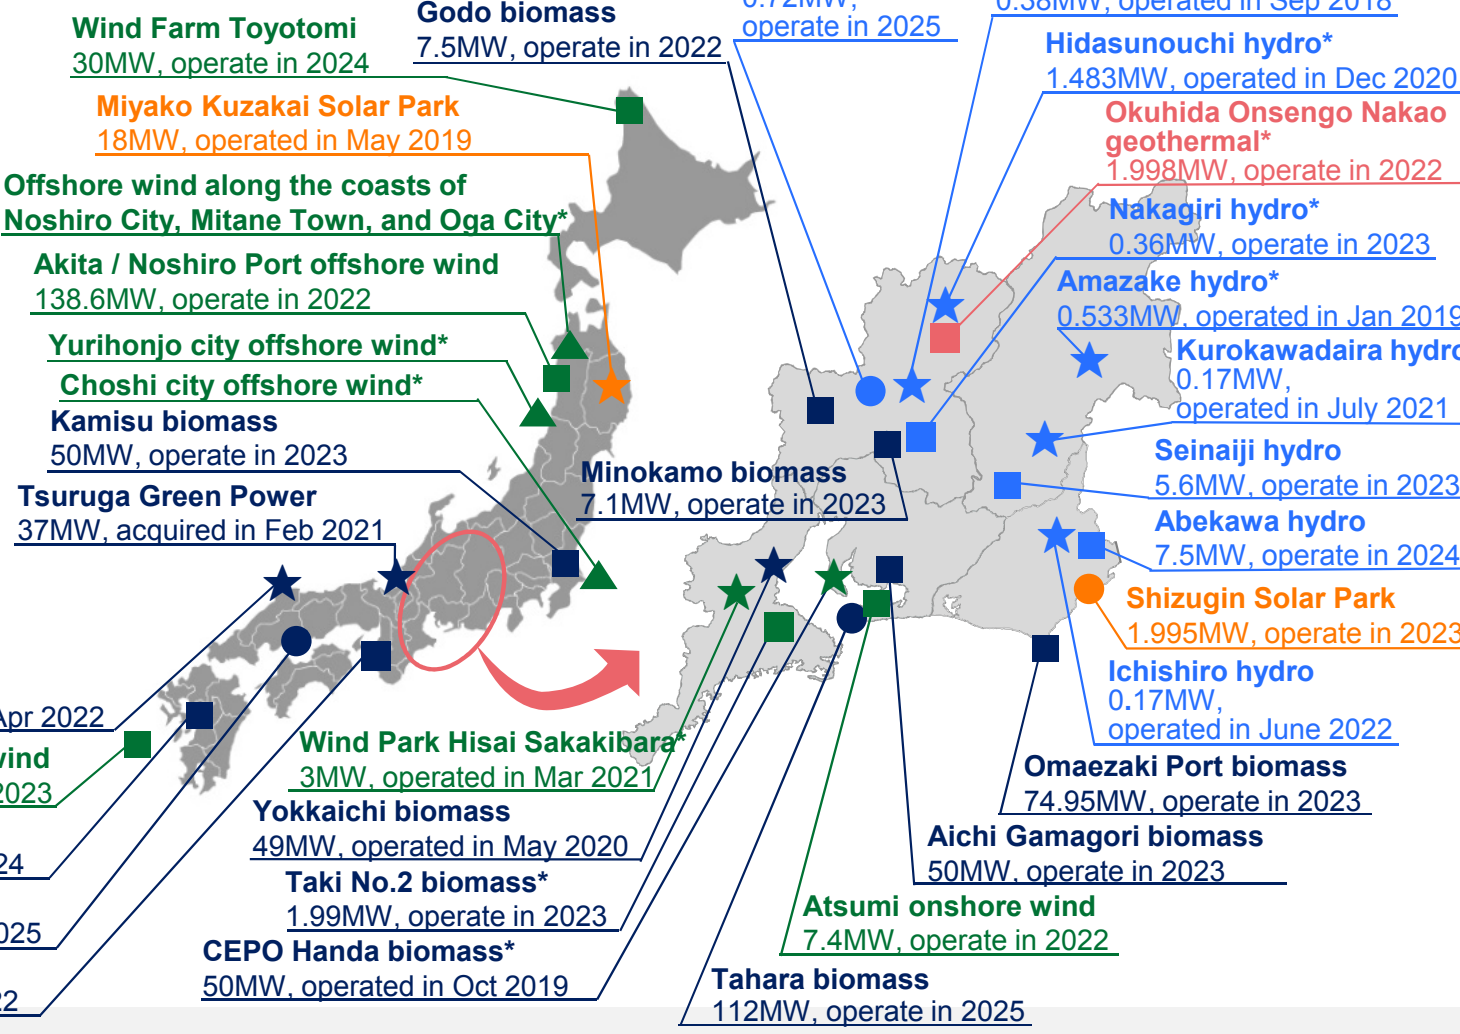 Wind Farm Toyotomi
30MW, operate in 2024
Godo biomass
7.5MW, operate in 2022
0.72MW,
operate in 2025
0.38MW, operated in Sep 2018
Hidasunouchi hydro*
1.483MW, operated in Dec 2020
Miyako Kuzakai Solar Park
18MW, operated in May 2019
Okuhida Onsengo Nakao
geothermal*
1.998MW, operate in 2022
Offshore wind along the coasts of
Noshiro City, Mitane Town, and Oga City*
Nakagiri hydro*
0.36MW, operate in 2023
Akita / Noshiro Port offshore wind
138.6MW, operate in 2022
Amazake hydro*
0.533MW, operated in Jan 2019
Yurihonjo city offshore wind*
Choshi city offshore wind*
Kurokawadaira hydro
0.17MW,
operated in July 2021
Kamisu biomass
50MW, operate in 2023
Minokamo biomass
7.1MW, operate in 2023
Seinaiji hydro
5.6MW, operate in 2023
Tsuruga Green Power
37MW, acquired in Feb 2021
Abekawa hydro
7.5MW, operate in 2024
Shizugin Solar Park
1.995MW, operate in 2023
Ichishiro hydro
0.17MW,
operated in June 2022
Apr 2022
wind
2023
24
025
22
Wind Park Hisai Sakakibara*
3MW, operated in Mar 2021
Omaezaki Port biomass
74.95MW, operate in 2023
Yokkaichi biomass
49MW, operated in May 2020
Aichi Gamagori biomass
50MW, operate in 2023
Taki No.2 biomass*
1.99MW, operate in 2023
Atsumi onshore wind
7.4MW, operate in 2022
CEPO Handa biomass*
50MW, operated in Oct 2019
Tahara biomass
112MW, operate in 2025